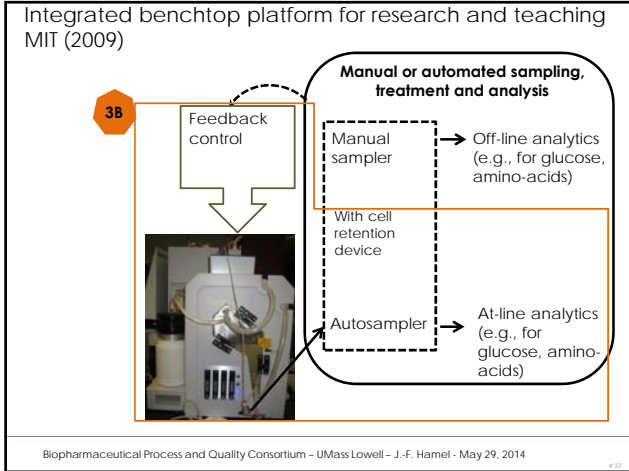 Integrated benchtop platform for research and teaching
MIT (2009)
Manual or automated sampling,
treatment and analysis
3B
Feedback
control
Manual
sampler
Off-line analytics
(e.g., for glucose,
amino-acids)
With cell
retention
device
Autosampler
At-line analytics
(e.g., for
glucose, amino-
acids)
Biopharmaceutical Process and Quality Consortium – UMass Lowell – J.-F. Hamel - May 29, 2014
#37